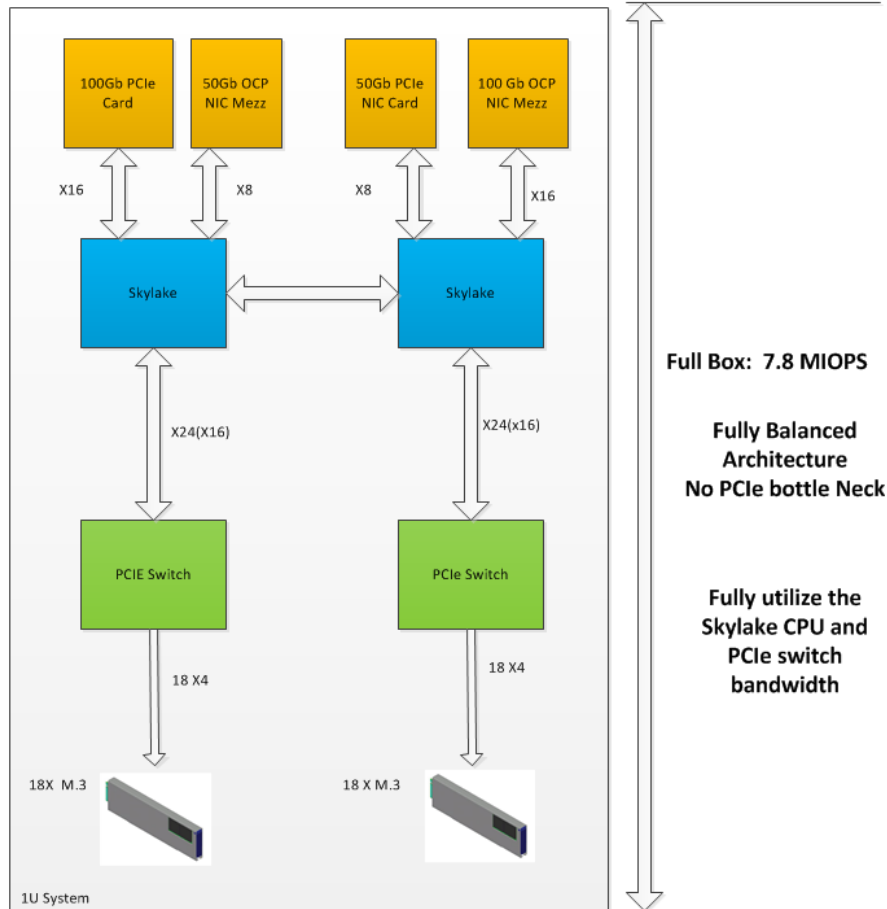 100Gb PCIe
Card
50Gb OCP
NIC Mezz
50Gb PCIe
NIC Card
100 Gb OCP
NIC Mezz
X16
X8
X8
X16
Skylake
Skylake
X24(X16)
X24(x16)
PCIE Switch
PCIe Switch
18 X4
18 X4
18X M.3
18 X M.3
1U System
Full Box: 7.8 MIOPS
Fully Balanced
Architecture
No PCIe bottle Neck
Fully utilize the
Skylake CPU and
PCIe switch
bandwidth